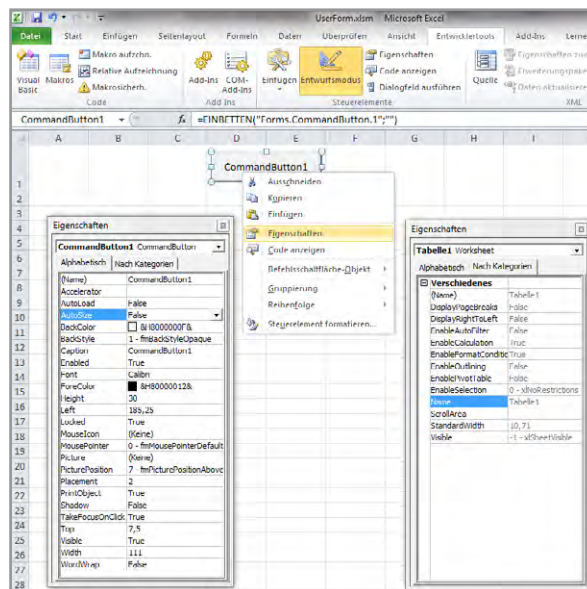 UserForm.xlsm Microsoft Excel
Datei Start Einfügen Seitenlayout Formeln Daten Überprüfen Ansicht Entwicklertools Add-Ins Lerne
Visual Basic
Makros
Makro aufzchn.
Relative Aufzeichnung
Makrosicherh.
Code
Add-Ins
COM-Add-Ins
Add Ins
Einfügen
Entwurfsmodus
Eigenschaften
Code anzeigen
Dialogfeld ausführen
Steuerelemente
Quelle
Eigenschaften zuo
Erweiterungspake
Daten aktualisiere
XML
CommandButton1 fx =EINBETTEN("Forms.CommandButton.1";"")
A B C D E F G H I
1
2
3
4
5
6
7
8
9
10
11
12
13
14
15
16
17
18
19
20
21
22
23
24
25
26
27
28
CommandButton1
Ausschneiden
Kopieren
Einfügen
Eigenschaften
Code anzeigen
Befehlsschaltfläche-Objekt
Gruppierung
Reihenfolge
Steuerelement formatieren...
Eigenschaften
CommandButton1 CommandButton
Alphabetisch Nach Kategorien
(Name) CommandButton1
Accelerator
AutoLoad False
AutoSize False
BackColor &H8000000F&
BackStyle 1 - fmBackStyleOpaque
Caption CommandButton1
Enabled True
Font Calibri
ForeColor &H80000012&
Height 30
Left 185,25
Locked True
MouseIcon (Keine)
MousePointer 0 - fmMousePointerDefault
Picture (Keine)
PicturePosition 7 - fmPicturePositionAbove
Placement 2
PrintObject True
Shadow False
TakeFocusOnClick True
Top 7,5
Visible True
Width 111
WordWrap False
Eigenschaften
Tabelle1 Worksheet
Alphabetisch Nach Kategorien
Verschiedenes
(Name) Tabelle1
DisplayPageBreaks False
DisplayRightToLeft False
EnableAutoFilter False
EnableCalculation True
EnableFormatConditic True
EnableOutlining False
EnablePivotTable False
EnableSelection 0 - xlNoRestrictions
Name Tabelle1
ScrollArea
StandardWidth 10,71
Visible -1 - xlSheetVisible